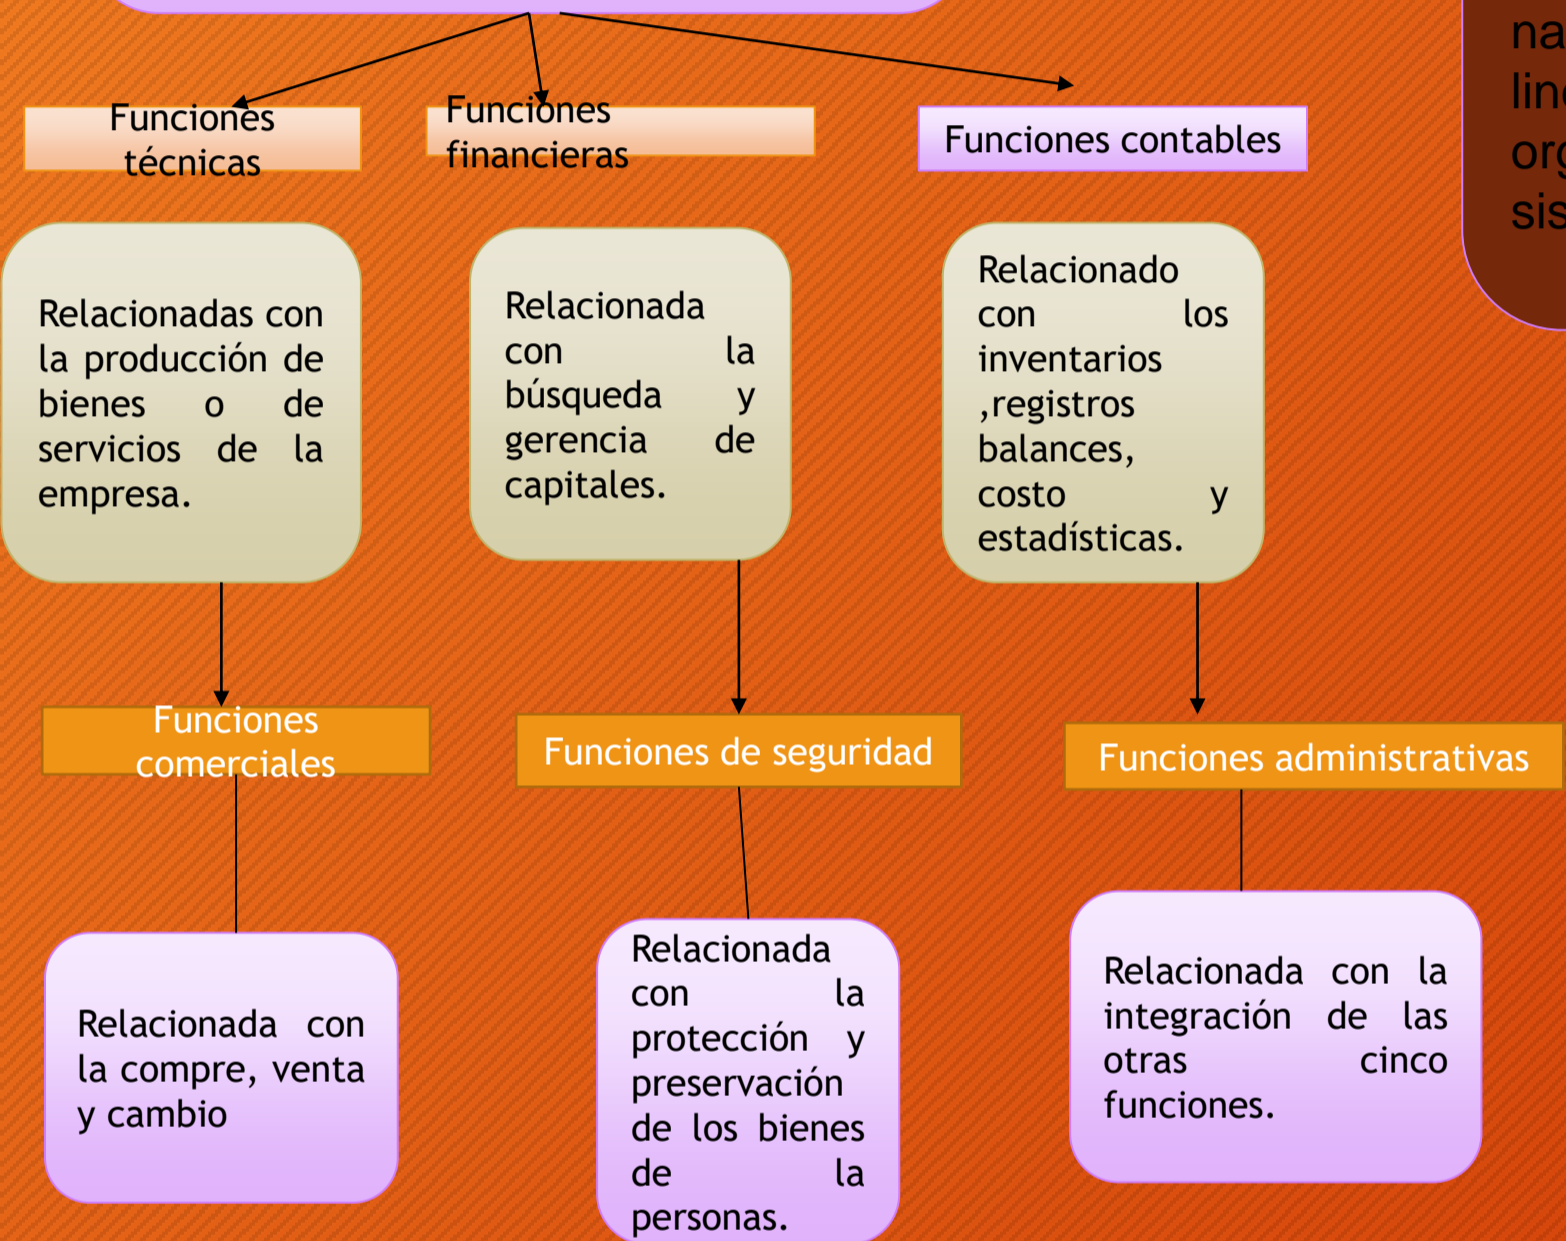 Funciones
técnicas
Funciones
financieras
Funciones contables
Relacionadas con
la producción de
bienes o de
servicios de la
empresa.
Relacionada
con la
búsqueda y
gerencia de
capitales.
Relacionado
con los
inventarios
,registros
balances,
costo y
estadísticas.
Funciones
comerciales
Funciones de seguridad
Funciones administrativas
Relacionada con
la compre, venta
y cambio
Relacionada
con la
protección y
preservación
de los bienes
de la
personas.
Relacionada con la
integración de las
otras cinco
funciones.